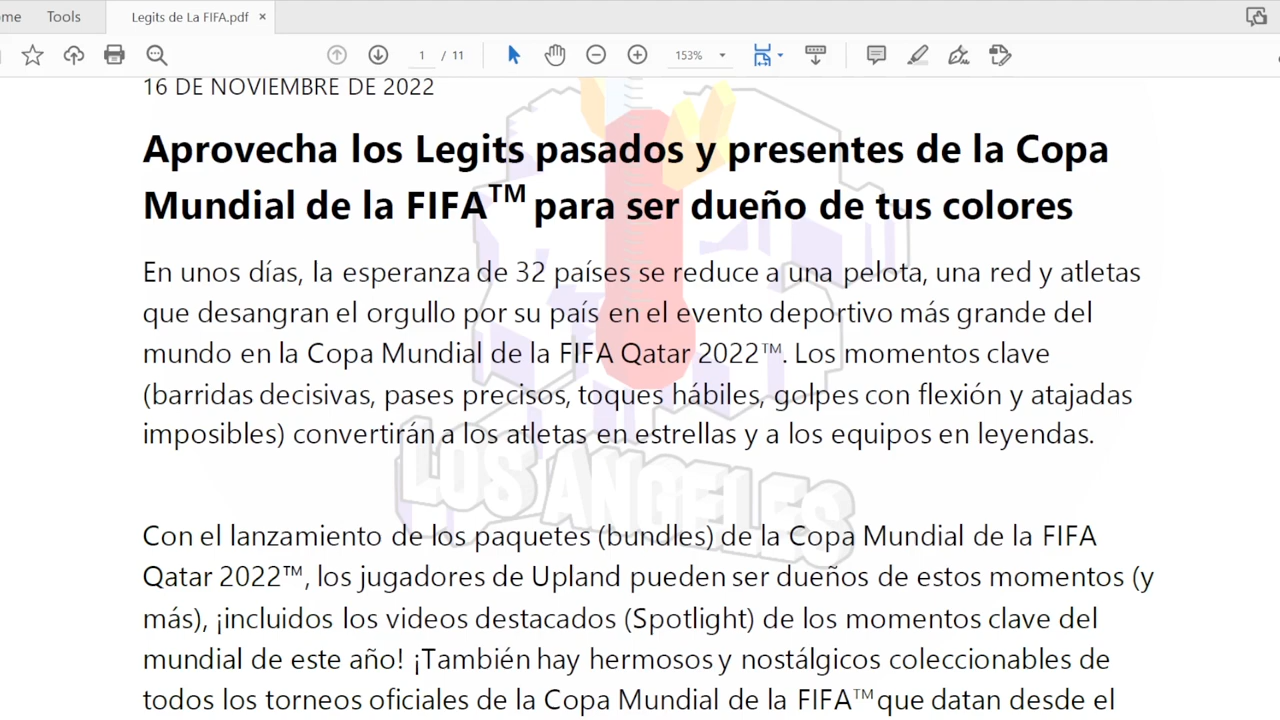 ome Tools Legits de La FIFA.pdf ×
1 / 11 153%
16 DE NOVIEMBRE DE 2022
Aprovecha los Legits pasados y presentes de la Copa
Mundial de la FIFA™ para ser dueño de tus colores
En unos días, la esperanza de 32 países se reduce a una pelota, una red y atletas
que desangran el orgullo por su país en el evento deportivo más grande del
mundo en la Copa Mundial de la FIFA Qatar 2022™. Los momentos clave
(barridas decisivas, pases precisos, toques hábiles, golpes con flexión y atajadas
imposibles) convertirán a los atletas en estrellas y a los equipos en leyendas.
LOS ANGELES
Con el lanzamiento de los paquetes (bundles) de la Copa Mundial de la FIFA
Qatar 2022™, los jugadores de Upland pueden ser dueños de estos momentos (y
más), ¡incluidos los videos destacados (Spotlight) de los momentos clave del
mundial de este año! ¡También hay hermosos y nostálgicos coleccionables de
todos los torneos oficiales de la Copa Mundial de la FIFA™ que datan desde el